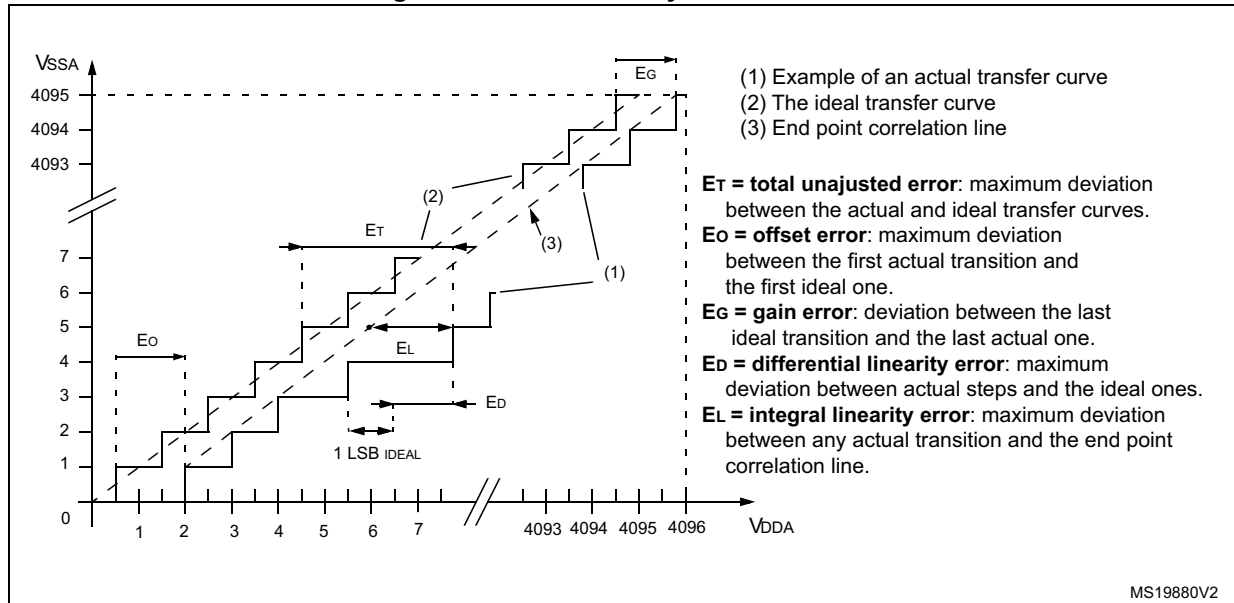 VSSA
EG
4095
4094
4093
(1) Example of an actual transfer curve
(2) The ideal transfer curve
(3) End point correlation line
ET = total unajusted error: maximum deviation
between the actual and ideal transfer curves.
EO = offset error: maximum deviation
between the first actual transition and
the first ideal one.
EG = gain error: deviation between the last
ideal transition and the last actual one.
ED = differential linearity error: maximum
deviation between actual steps and the ideal ones.
EL = integral linearity error: maximum deviation
between any actual transition and the end point
correlation line.
(2)
ET
(3)
(1)
7
6
5
4
3
2
1
0
EO
EL
ED
1 LSB IDEAL
1 2 3 4 5 6 7 4093 4094 4095 4096 VDDA
MS19880V2